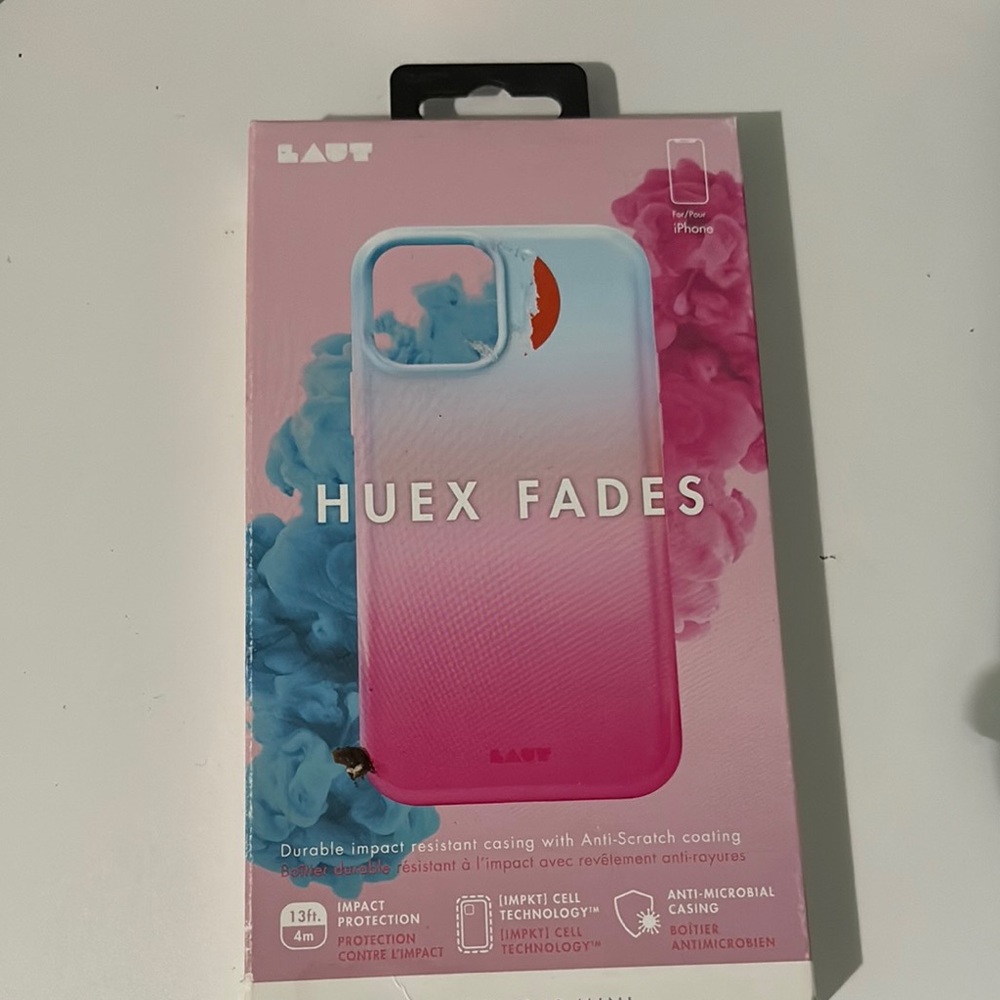 LAUT
For/Pour
iPhone
HUEX FADES
LAUT
Durable impact resistant casing with Anti-Scratch coating
Boîtier durable résistant à l'impact avec revêtement anti-rayures
13ft.
4m
IMPACT
PROTECTION
PROTECTION
CONTRE L'IMPACT
[IMPKT] CELL
TECHNOLOGY™
[IMPKT] CELL
TECHNOLOGY™
ANTI-MICROBIAL
CASING
BOÎTIER
ANTIMICROBIEN